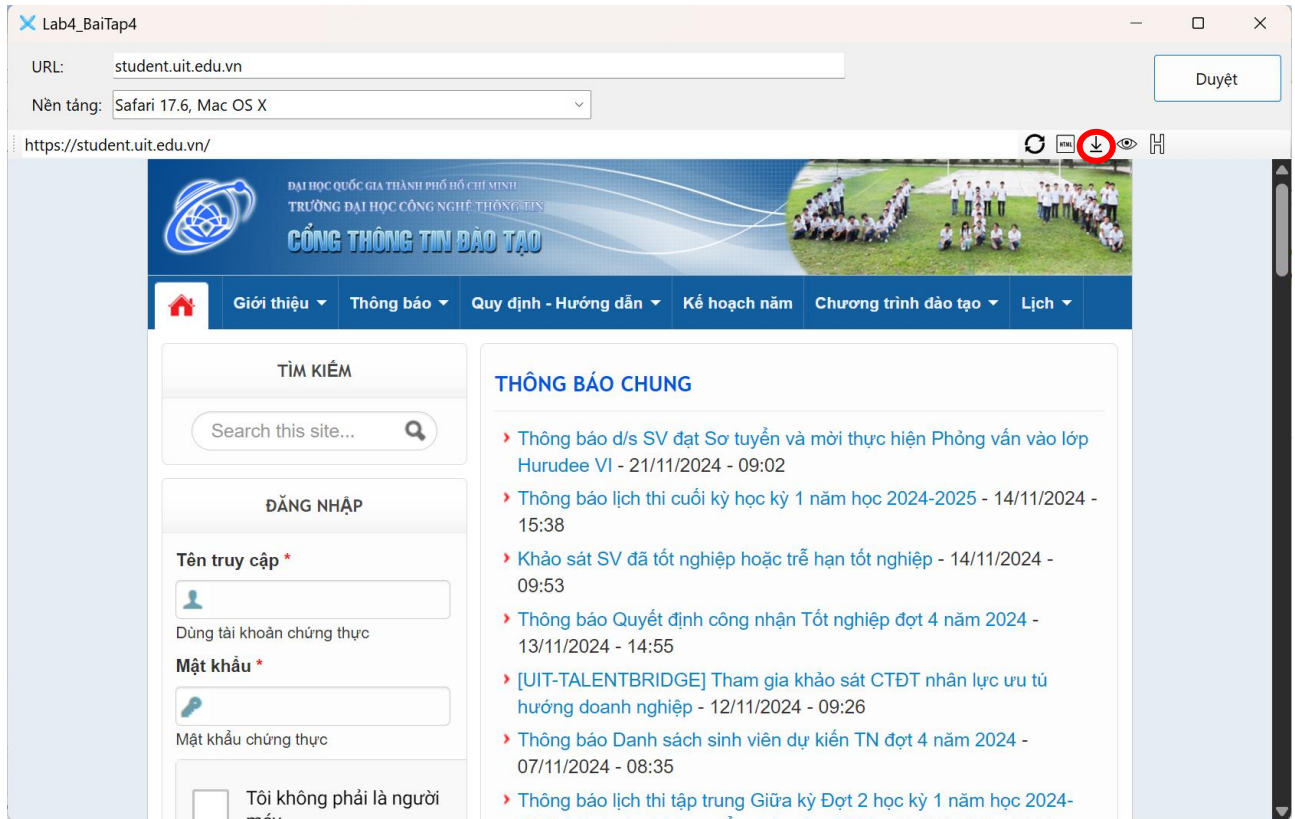 Lab4_BaiTap4
URL: student.uit.edu.vn
Duyệt
Nền tảng: Safari 17.6, Mac OS X
https://student.uit.edu.vn/
HTML
ĐẠI HỌC QUỐC GIA THÀNH PHỐ HỒ CHÍ MINH
TRƯỜNG ĐẠI HỌC CÔNG NGHỆ THÔNG TIN
CỔNG THÔNG TIN ĐÀO TẠO
Giới thiệu Thông báo Quy định - Hướng dẫn Kế hoạch năm Chương trình đào tạo Lịch
TÌM KIẾM
Search this site...
ĐĂNG NHẬP
Tên truy cập *
Dùng tài khoản chứng thực
Mật khẩu *
Mật khẩu chứng thực
Tôi không phải là người
THÔNG BÁO CHUNG
Thông báo d/s SV đạt Sơ tuyển và mời thực hiện Phỏng vấn vào lớp
Hurudee VI - 21/11/2024 - 09:02
Thông báo lịch thi cuối kỳ học kỳ 1 năm học 2024-2025 - 14/11/2024 -
15:38
Khảo sát SV đã tốt nghiệp hoặc trễ hạn tốt nghiệp - 14/11/2024 -
09:53
Thông báo Quyết định công nhận Tốt nghiệp đợt 4 năm 2024 -
13/11/2024 - 14:55
[UIT-TALENTBRIDGE] Tham gia khảo sát CTĐT nhân lực ưu tú
hướng doanh nghiệp - 12/11/2024 - 09:26
Thông báo Danh sách sinh viên dự kiến TN đợt 4 năm 2024 -
07/11/2024 - 08:35
Thông báo lịch thi tập trung Giữa kỳ Đợt 2 học kỳ 1 năm học 2024-